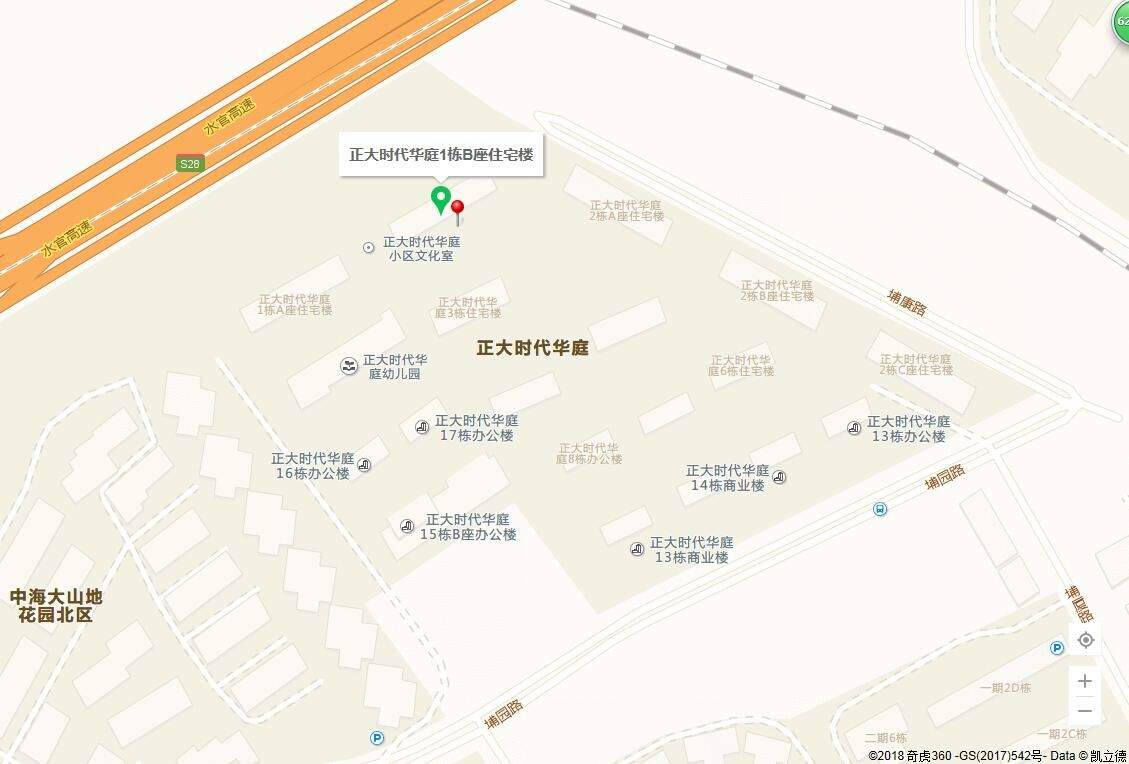 62
水官高速
S28
水官高速
正大时代华庭1栋B座住宅楼
正大时代华庭
2栋A座住宅楼
正大时代华庭
小区文化室
正大时代华庭
1栋A座住宅楼
正大时代华
庭3栋住宅楼
正大时代华庭
2栋B座住宅楼
埔康路
正大时代华庭
正大时代华
庭幼儿园
正大时代华
庭6栋住宅楼
正大时代华庭
2栋C座住宅楼
正大时代华庭
17栋办公楼
正大时代华庭
13栋办公楼
正大时代华庭
16栋办公楼
正大时代华
庭8栋办公楼
正大时代华庭
14栋商业楼
埔园路
正大时代华庭
15栋B座办公楼
正大时代华庭
13栋商业楼
中海大山地
花园北区
P
一期2D栋
埔园路
P
二期6栋
一期2C栋
©2018 奇虎360 -GS(2017)542号- Data © 凯立德